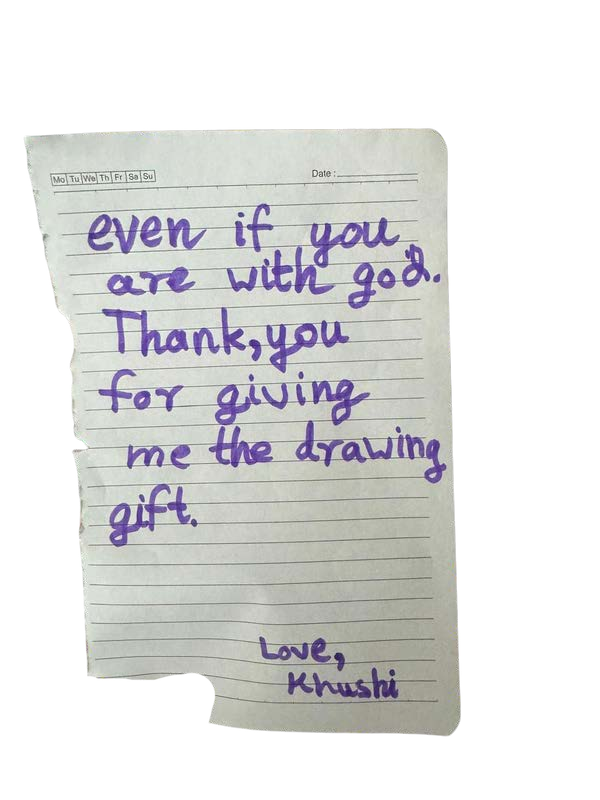 Mo Tu We Th Fr Sa Su Date :
even if you
are with god.
Thank,you
for giving
me the drawing
gift.
Love,
Khushi